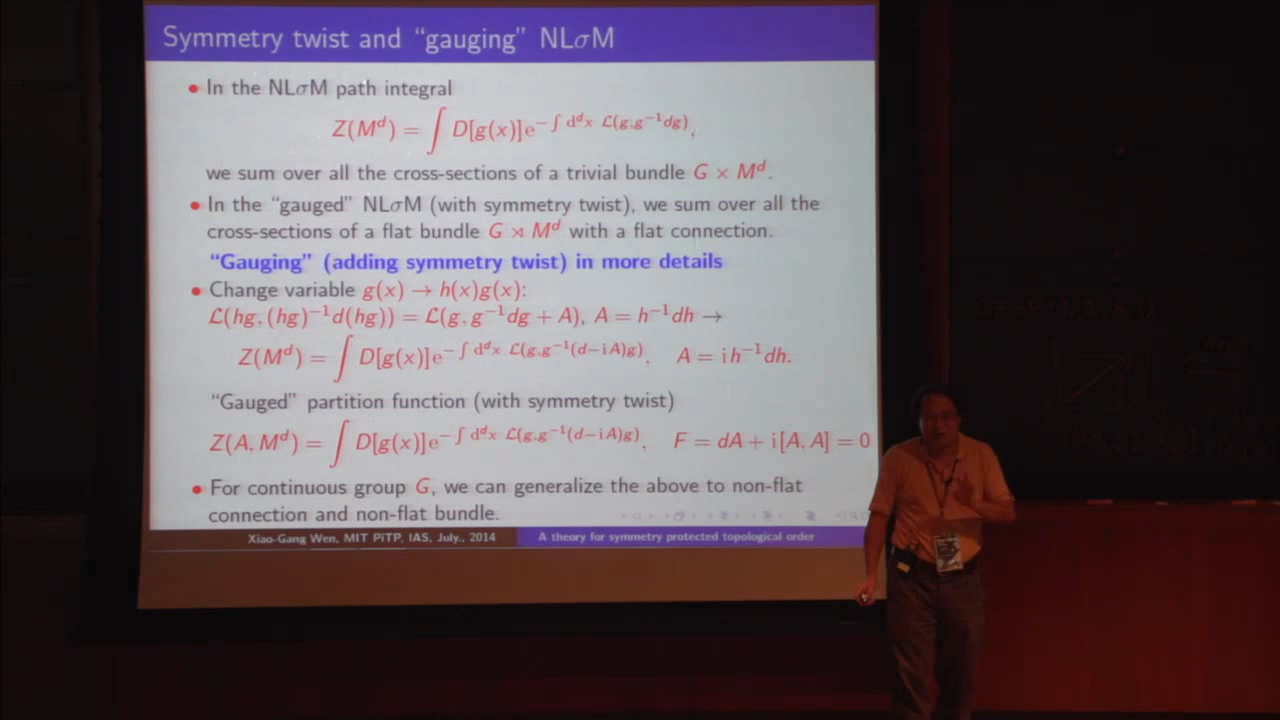 Symmetry twist and “gauging” NLσM
• In the NLσM path integral
Z(M^d) = ∫ D[g(x)]e^{−∫ d^d x ℒ(g,g^{−1}dg)},
we sum over all the cross-sections of a trivial bundle G × M^d.
• In the “gauged” NLσM (with symmetry twist), we sum over all the
cross-sections of a flat bundle G ⋊ M^d with a flat connection.
“Gauging” (adding symmetry twist) in more details
• Change variable g(x) → h(x)g(x):
ℒ(hg, (hg)^{−1}d(hg)) = ℒ(g, g^{−1}dg + A), A = h^{−1}dh →
Z(M^d) = ∫ D[g(x)]e^{−∫ d^d x ℒ(g,g^{−1}(d−iA)g)}, A = i h^{−1}dh.
“Gauged” partition function (with symmetry twist)
Z(A, M^d) = ∫ D[g(x)]e^{−∫ d^d x ℒ(g,g^{−1}(d−iA)g)}, F = dA + i[A, A] = 0
• For continuous group G, we can generalize the above to non-flat
connection and non-flat bundle.
Xiao-Gang Wen, MIT PiTP, IAS, July., 2014 A theory for symmetry protected topological order